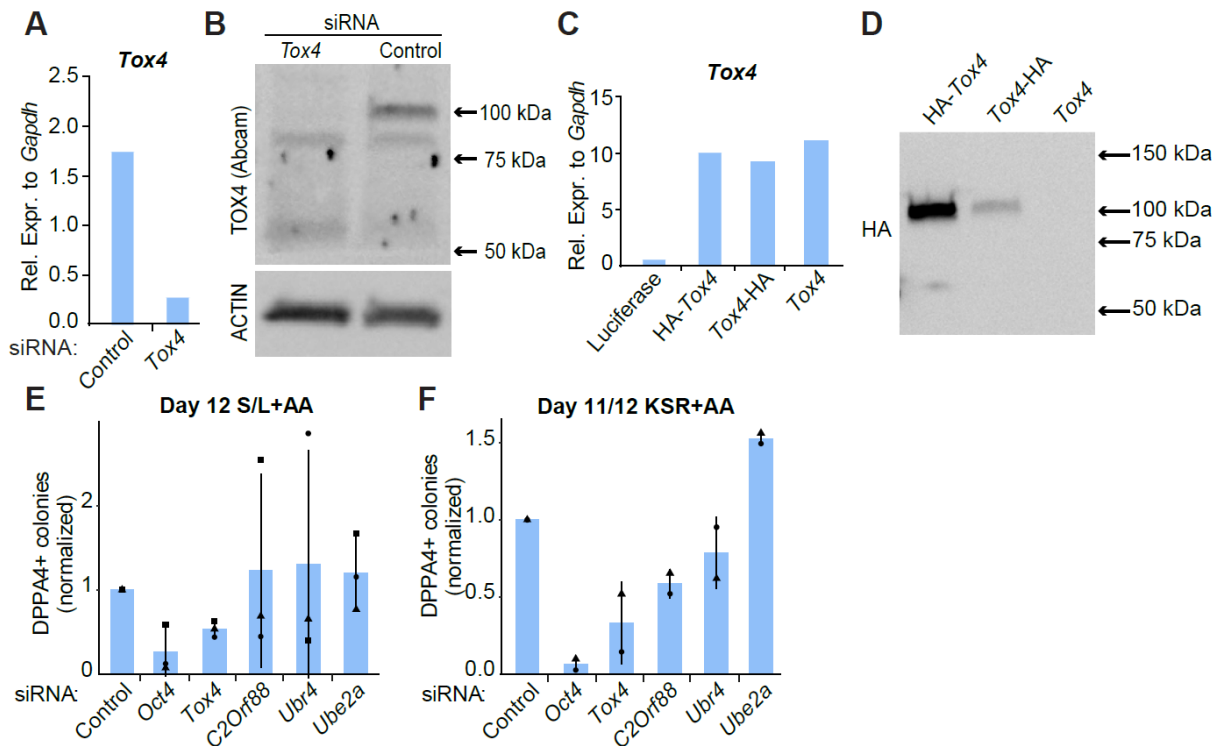 A
Tox4
Rel. Expr. to Gapdh
2.5
2.0
1.5
1.0
0.5
0.0
siRNA:
Control
Tox4
B
siRNA
Tox4
Control
TOX4 (Abcam)
100 kDa
75 kDa
50 kDa
ACTIN
C
Tox4
Rel. Expr. to Gapdh
15
10
5
0
Luciferase
HA-Tox4
Tox4-HA
Tox4
D
HA-Tox4
Tox4-HA
Tox4
HA
150 kDa
100 kDa
75 kDa
50 kDa
E
Day 12 S/L+AA
DPPA4+ colonies
(normalized)
2
1
0
siRNA:
Control
Oct4
Tox4
C2Orf88
Ubr4
Ube2a
F
Day 11/12 KSR+AA
DPPA4+ colonies
(normalized)
1.5
1.0
0.5
0.0
siRNA:
Control
Oct4
Tox4
C2Orf88
Ubr4
Ube2a